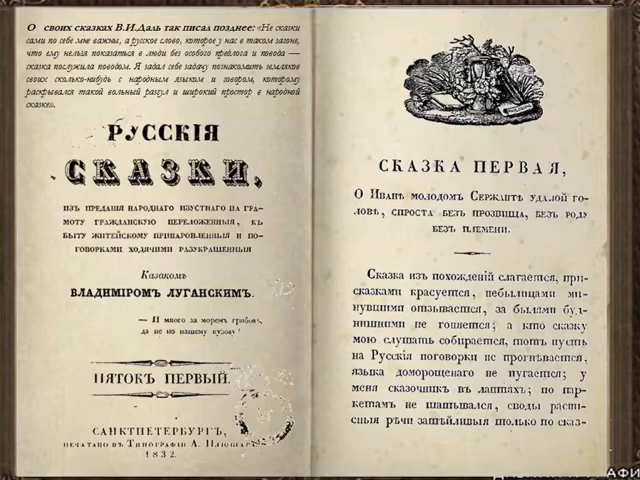 О своих сказках В.И.Даль так писал позднее: «Не сказки
сами по себе мне важны, а русское слово, которое у нас в таком загоне,
что ему нельзя показаться в люди без особого предлога и повода —
сказка послужила поводом. Я задал себе задачу познакомить земляков
своих сколько-нибудь с народным языком и говором, которому
раскрывался такой вольный разгул и широкий простор в народной
сказке».
РУССКІЯ
СКАЗКИ,
ИЗЪ ПРЕДАНІЯ НАРОДНАГО ИЗУСТНАГО НА ГРА-
МОТУ ГРАЖДАНСКУЮ ПЕРЕЛОЖЕННЫЯ, КЪ
БЫТУ ЖИТЕЙСКОМУ ПРИНАРОВЛЕННЫЯ И ПО-
ГОВОРКАМИ ХОДЯЧИМИ РАЗУКРАШЕННЫЯ
Казакомъ
ВЛАДИМІРОМЪ ЛУГАНСКИМЪ.
— И много за моремъ грибовъ,
да не по нашему кузову!
ПЯТОКЪ ПЕРВЫЙ.
САНКТПЕТЕРБУРГЪ,
ПЕЧАТАНО ВЪ ТИПОГРАФІИ А. ПЛЮШАРА
1832.
СКАЗКА ПЕРВАЯ,
О Иванѣ молодомъ Сержантѣ удалой го-
ловѣ, спроста безъ прозвища, безъ роду
безъ племени.
Сказка изъ похожденій слагается, при-
сказками красуется, небылицами ми-
нувшими отзывается, за былями буд-
нишними не гоняется; а кто сказку
мою слушать собирается, тотъ пусть
на Русскія поговорки не прогнѣвается,
языка доморощенаго не пугается; у
меня сказочникъ въ лаптяхъ; по пар-
кетамъ не шатывался, своды распис-
ные рѣчи затѣйливыя только по сказ-